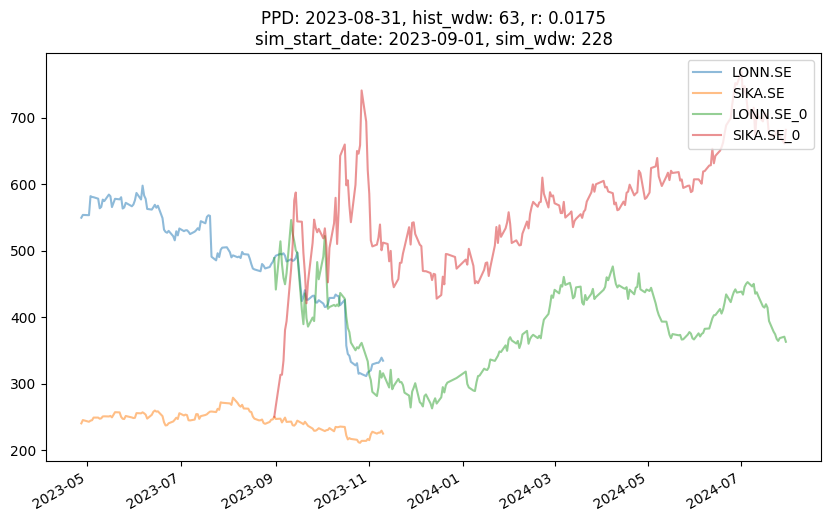 PPD: 2023-08-31, hist_wdw: 63, r: 0.0175
sim_start_date: 2023-09-01, sim_wdw: 228
LONN.SE
SIKA.SE
LONN.SE_0
SIKA.SE_0
700
600
500
400
300
200
2023-05
2023-07
2023-09
2023-11
2024-01
2024-03
2024-05
2024-07